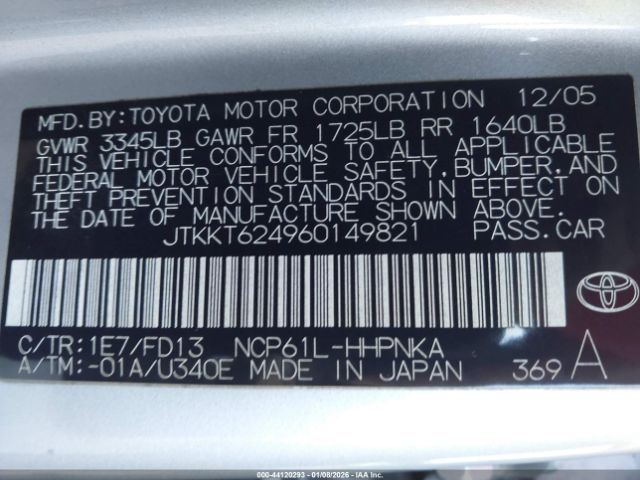 MFD.BY:TOYOTA MOTOR CORPORATION 12/05
GVWR 3345LB GAWR FR 1725LB RR 1640LB
THIS VEHICLE CONFORMS TO ALL APPLICABLE
FEDERAL MOTOR VEHICLE SAFETY,BUMPER,AND
THEFT PREVENTION STANDARDS IN EFFECT ON
THE DATE OF MANUFACTURE SHOWN ABOVE.
JTKKT624960149821 PASS.CAR
C/TR:1E7/FD13 NCP61L-HHPNKA
A/TM:-01A/U340E MADE IN JAPAN 369 A
000-44120293 01/08/2026 IAA Inc.